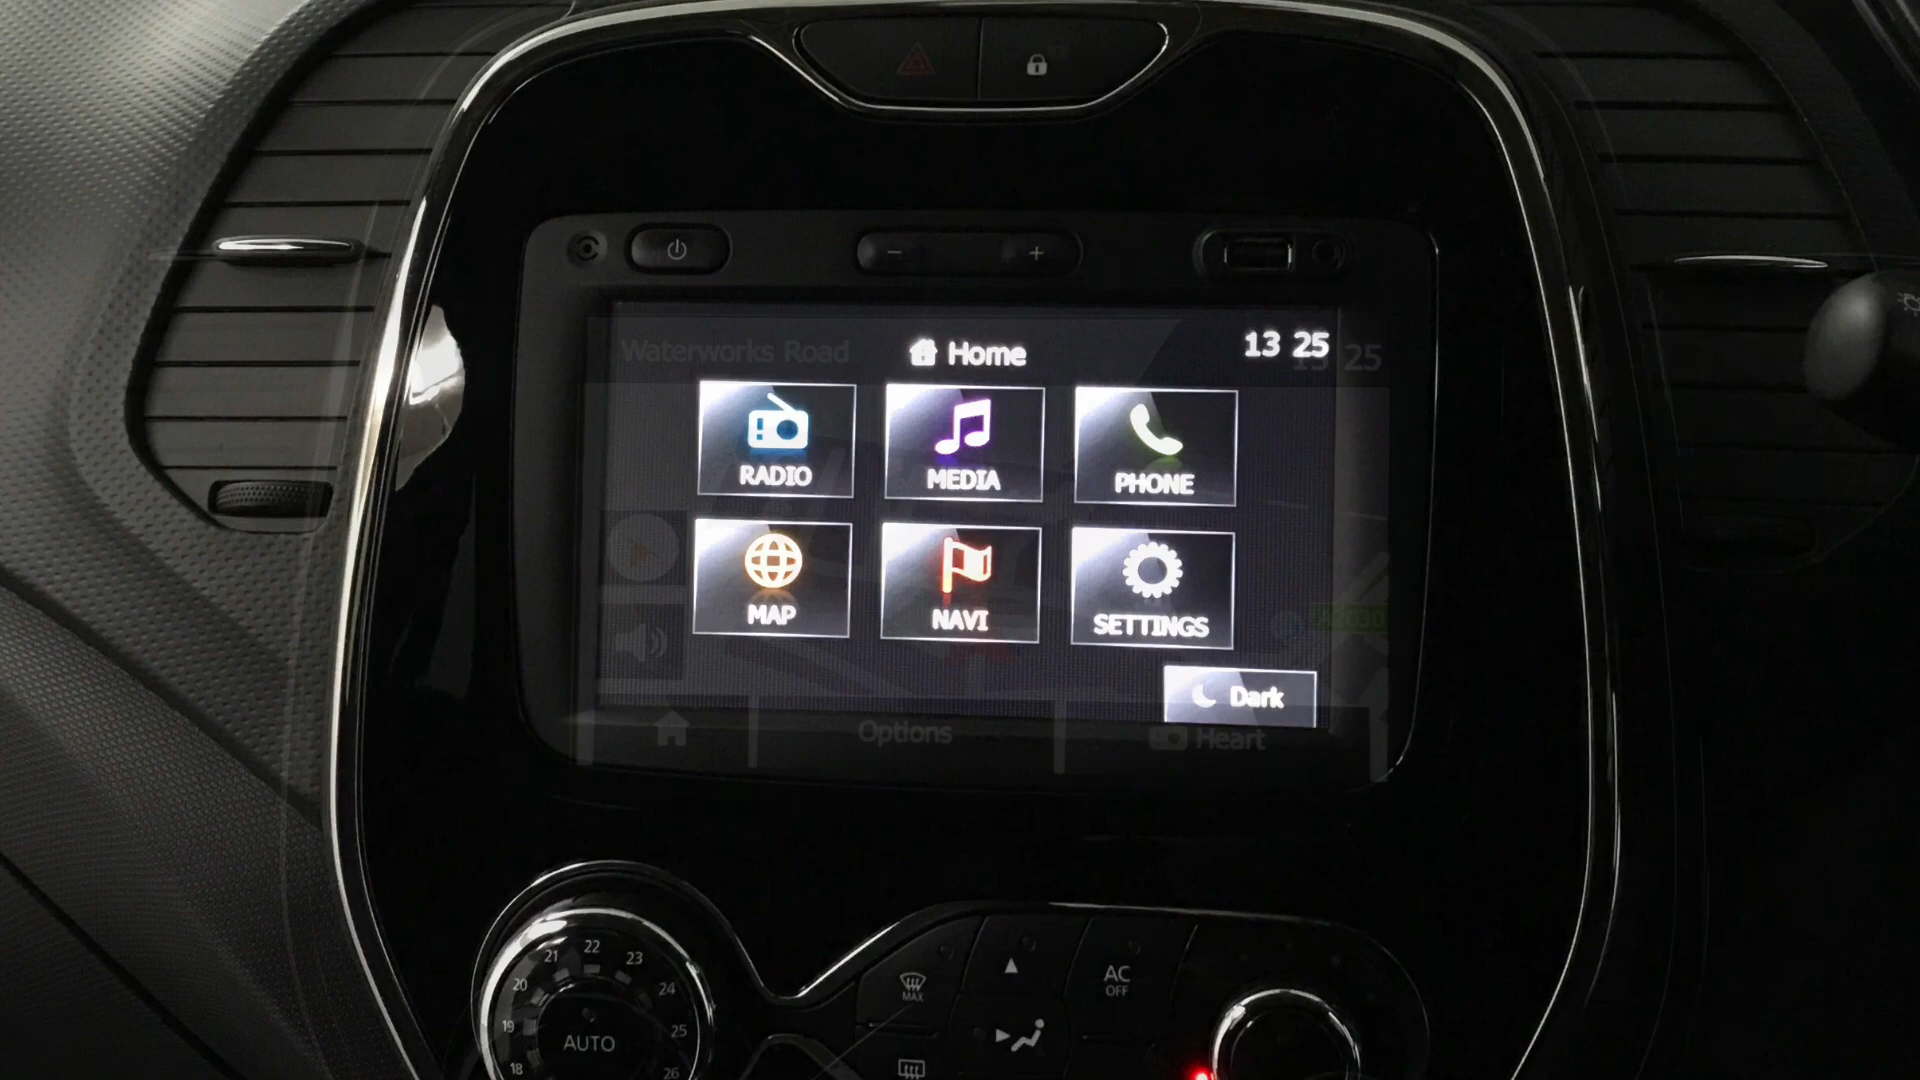 Waterworks Road
Home
13 25
13 25
RADIO
MEDIA
PHONE
MAP
NAVI
SETTINGS
Dark
Options
Heart
21 22 23
20 24
19 25
18 26
AUTO
MAX
AC
OFF